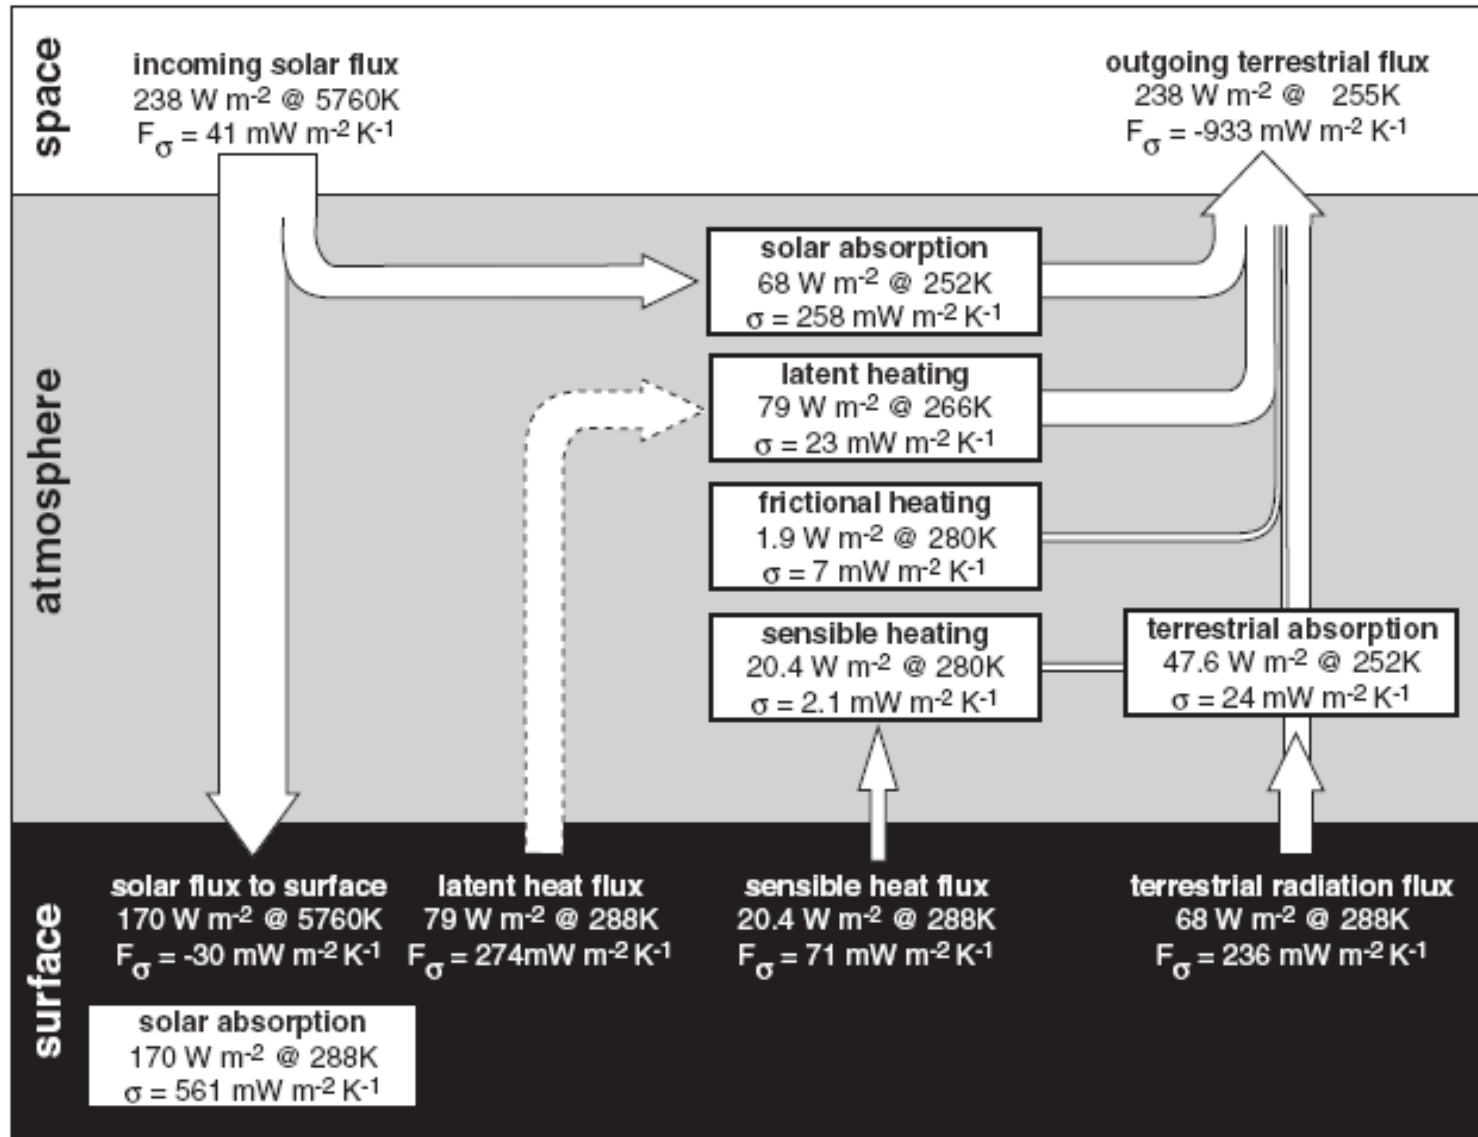 space
incoming solar flux
238 W m-2 @ 5760K
Fσ = 41 mW m-2 K-1
outgoing terrestrial flux
238 W m-2 @ 255K
Fσ = -933 mW m-2 K-1
atmosphere
solar absorption
68 W m-2 @ 252K
σ = 258 mW m-2 K-1
latent heating
79 W m-2 @ 266K
σ = 23 mW m-2 K-1
frictional heating
1.9 W m-2 @ 280K
σ = 7 mW m-2 K-1
sensible heating
20.4 W m-2 @ 280K
σ = 2.1 mW m-2 K-1
terrestrial absorption
47.6 W m-2 @ 252K
σ = 24 mW m-2 K-1
surface
solar flux to surface
170 W m-2 @ 5760K
Fσ = -30 mW m-2 K-1
latent heat flux
79 W m-2 @ 288K
Fσ = 274mW m-2 K-1
sensible heat flux
20.4 W m-2 @ 288K
Fσ = 71 mW m-2 K-1
terrestrial radiation flux
68 W m-2 @ 288K
Fσ = 236 mW m-2 K-1
solar absorption
170 W m-2 @ 288K
σ = 561 mW m-2 K-1